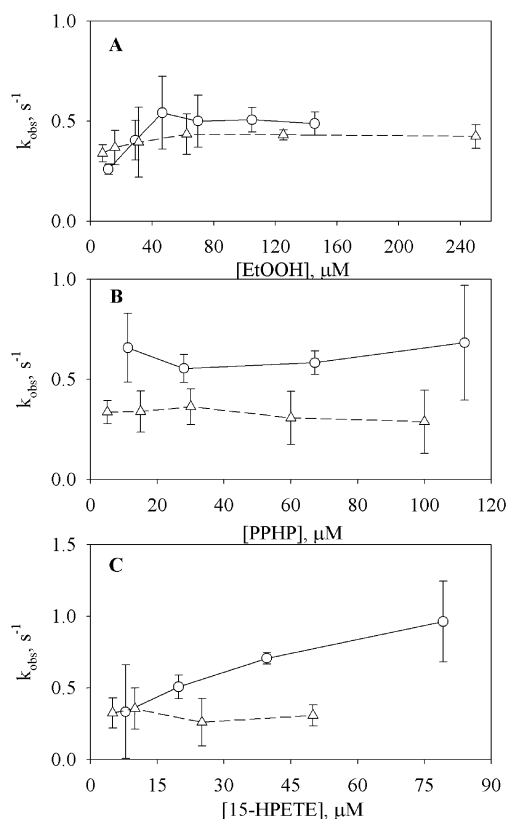 A
1.0
0.5
0.0
k_obs, s⁻¹
0 40 80 120 160 200 240
[EtOOH], μM
B
1.0
0.5
0.0
k_obs, s⁻¹
0 20 40 60 80 100 120
[PPHP], μM
C
1.5
1.0
0.5
0.0
k_obs, s⁻¹
0 15 30 45 60 75 90
[15-HPETE], μM